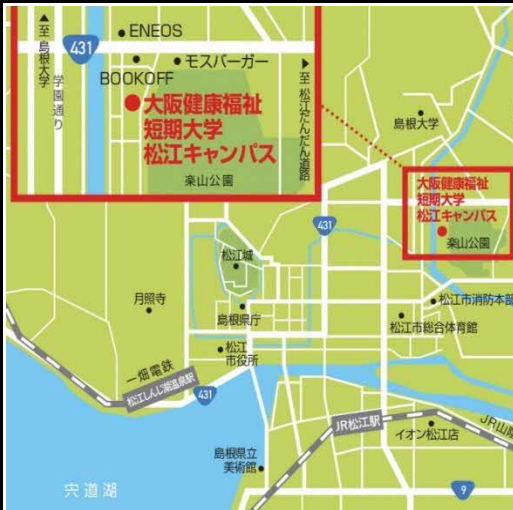 ▲至 島根大学
431
学園通り
ENEOS
BOOKOFF
モスバーガー
大阪健康福祉
短期大学
松江キャンパス
楽山公園
▶至 松江だんだん道路
島根大学
大阪健康福祉
短期大学
松江キャンパス
楽山公園
431
松江城
月照寺
島根県庁
松江市消防本部
松江市総合体育館
松江
市役所
一畑電鉄
松江しんじ湖温泉駅
431
JR松江駅
イオン松江店
JR山陰
島根県立
美術館
宍道湖
9